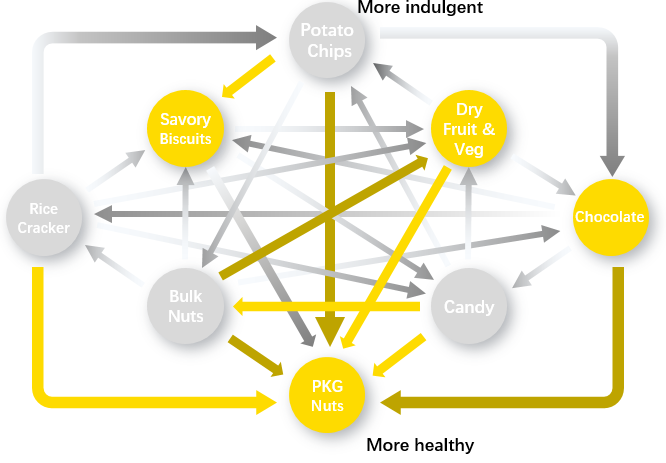 More indulgent
Potato
Chips
Savory
Biscuits
Dry
Fruit &
Veg
Rice
Cracker
Chocolate
Bulk
Nuts
Candy
PKG
Nuts
More healthy